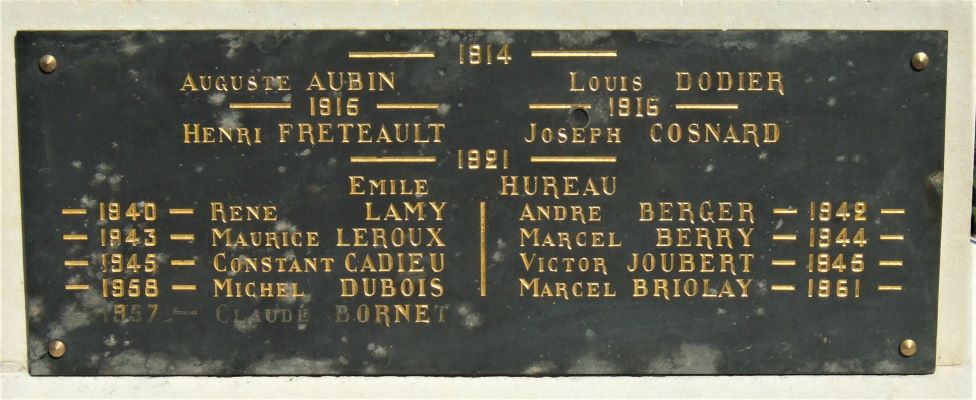 — 1914 —
AUGUSTE AUBIN LOUIS DODIER
— 1915 — — 1916 —
HENRI FRETEAULT JOSEPH COSNARD
— 1921 —
EMILE HUREAU
— 1940 — RENE LAMY ANDRE BERGER — 1942 —
— 1943 — MAURICE LEROUX MARCEL BERRY — 1944 —
— 1945 — CONSTANT CADIEU VICTOR JOUBERT — 1945 —
— 1958 — MICHEL DUBOIS MARCEL BRIOLAY — 1961 —
— 1957 — CLAUDE BORNET